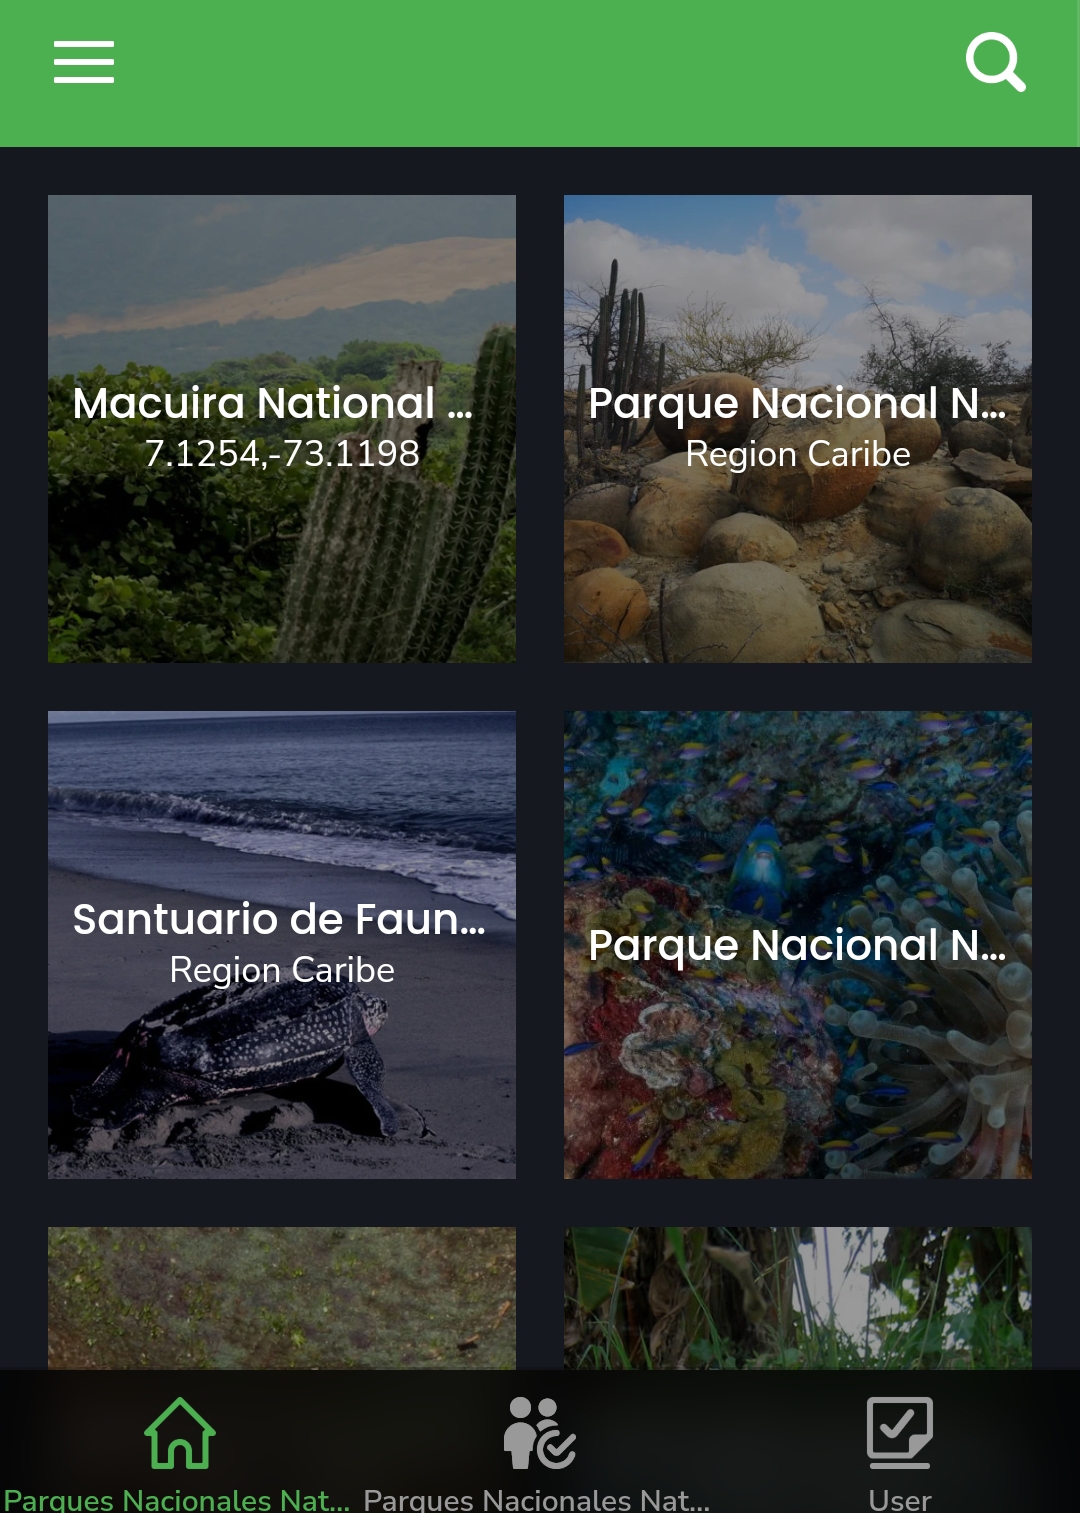 Macuira National ...
7.1254,-73.1198
Parque Nacional N...
Region Caribe
Santuario de Faun...
Region Caribe
Parque Nacional N...
Parques Nacionales Nat...
Parques Nacionales Nat...
User